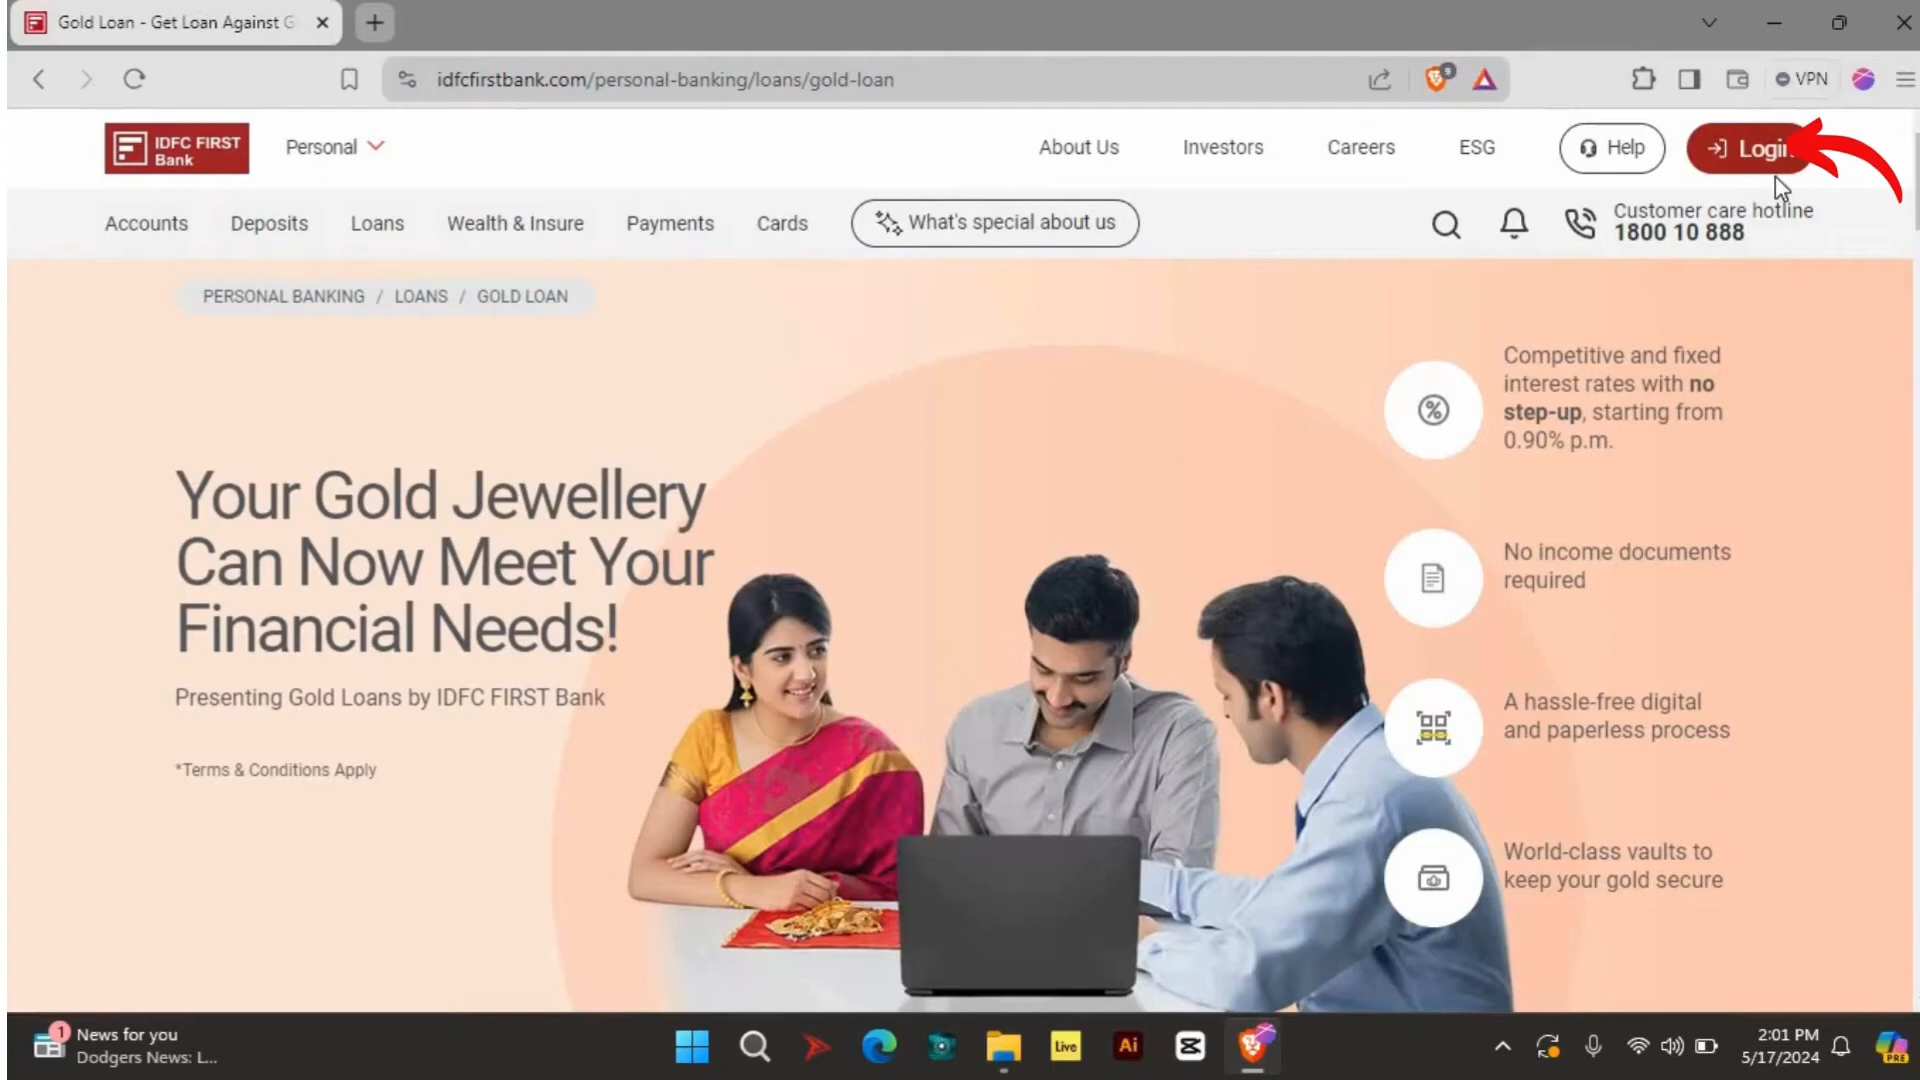 Gold Loan - Get Loan Against G
idfcfirstbank.com/personal-banking/loans/gold-loan
9
VPN
IDFC FIRST
Bank
Personal
About Us
Investors
Careers
ESG
Help
Login
Accounts
Deposits
Loans
Wealth & Insure
Payments
Cards
What's special about us
Customer care hotline
1800 10 888
PERSONAL BANKING / LOANS / GOLD LOAN
Competitive and fixed
interest rates with no
step-up, starting from
0.90% p.m.
Your Gold Jewellery
Can Now Meet Your
Financial Needs!
No income documents
required
Presenting Gold Loans by IDFC FIRST Bank
A hassle-free digital
and paperless process
*Terms & Conditions Apply
World-class vaults to
keep your gold secure
1
News for you
Dodgers News: L...
Live
Ai
2:01 PM
5/17/2024
PRE